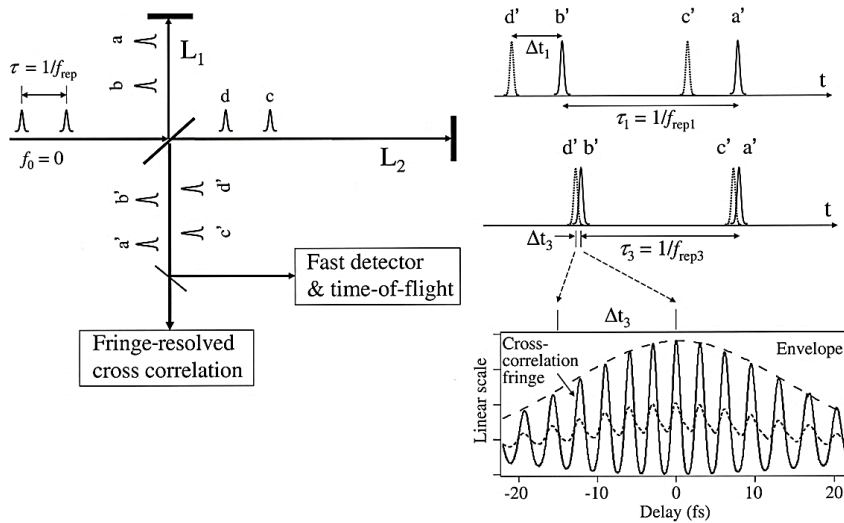 a
L₁
b
τ = 1/f_rep
d c
f₀ = 0
L₂
b' d'
a' c'
Fast detector
& time-of-flight
Fringe-resolved
cross correlation
d' b' c' a'
Δt₁
t
τ₁ = 1/f_rep1
d' b' c' a'
t
Δt₃
τ₃ = 1/f_rep3
Δt₃
Cross-
correlation
fringe
Envelope
Linear scale
-20 -10 0 10 20
Delay (fs)